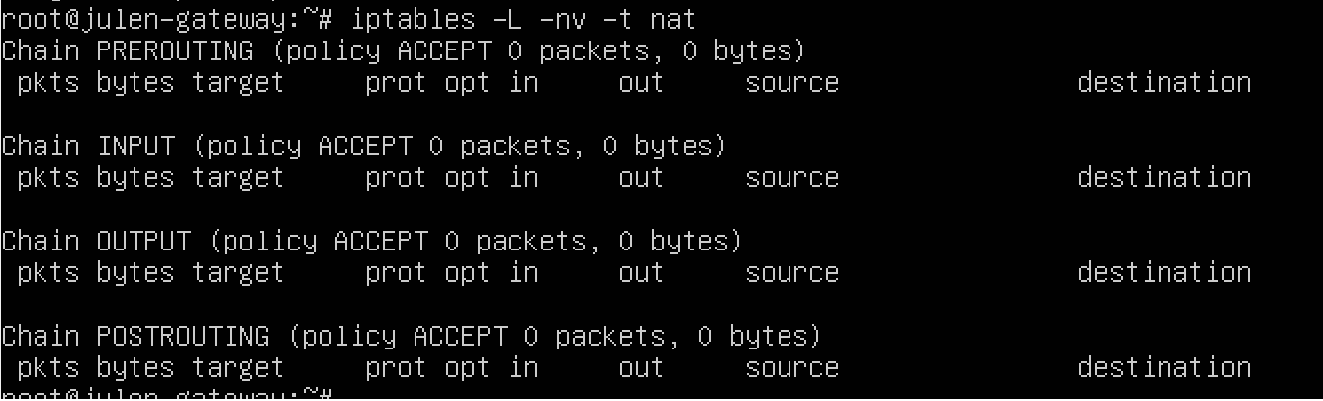 root@julen-gateway:~# iptables -L -nv -t nat
Chain PREROUTING (policy ACCEPT 0 packets, 0 bytes)
 pkts bytes target     prot opt in     out     source               destination
Chain INPUT (policy ACCEPT 0 packets, 0 bytes)
 pkts bytes target     prot opt in     out     source               destination
Chain OUTPUT (policy ACCEPT 0 packets, 0 bytes)
 pkts bytes target     prot opt in     out     source               destination
Chain POSTROUTING (policy ACCEPT 0 packets, 0 bytes)
 pkts bytes target     prot opt in     out     source               destination
root@julen-gateway:~#